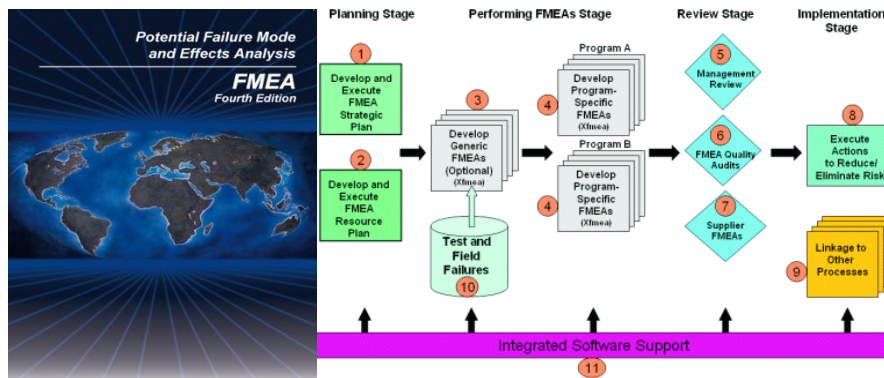 Potential Failure Mode
and Effects Analysis
FMEA
Fourth Edition
Planning Stage
Performing FMEAs Stage
Review Stage
Implementation
Stage
1
Develop and
Execute
FMEA
Strategic
Plan
2
Develop and
Execute
FMEA
Resource
Plan
3
Develop
Generic
FMEAs
(Optional)
(Xfmea)
Test and
Field
Failures
10
Program A
4
Develop
Program-
Specific
FMEAs
(Xfmea)
Program B
4
Develop
Program-
Specific
FMEAs
(Xfmea)
5
Management
Review
6
FMEA Quality
Audits
7
Supplier
FMEAs
8
Execute
Actions
to Reduce/
Eliminate Risk
9
Linkage to
Other
Processes
Integrated Software Support
11